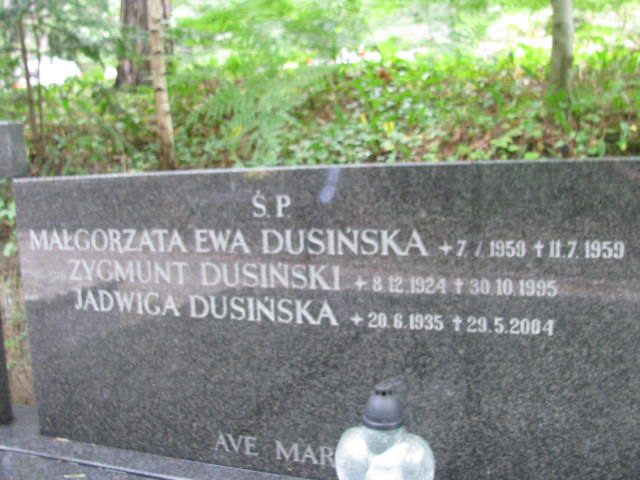 Ś.P.
MAŁGORZATA EWA DUSIŃSKA + 7.7.1959 † 11.7.1959
ZYGMUNT DUSIŃSKI + 8.12.1924 † 30.10.1995
JADWIGA DUSIŃSKA + 20.6.1935 † 29.5.2004
AVE MAR